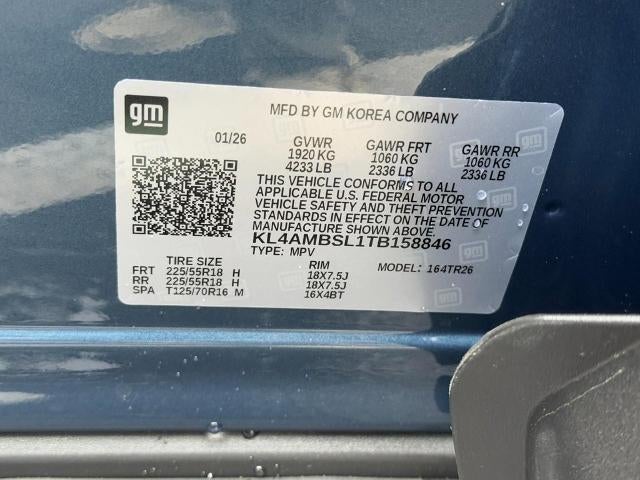 gm
MFD BY GM KOREA COMPANY
01/26 GVWR GAWR FRT GAWR RR
1920 KG 1060 KG 1060 KG
4233 LB 2336 LB 2336 LB
THIS VEHICLE CONFORMS TO ALL
APPLICABLE U.S. FEDERAL MOTOR
VEHICLE SAFETY AND THEFT PREVENTION
STANDARDS IN EFFECT ON THE DATE OF
MANUFACTURE SHOWN ABOVE.
KL4AMBSL1TB158846
TYPE: MPV
TIRE SIZE RIM MODEL: 164TR26
FRT 225/55R18 H 18X7.5J
RR 225/55R18 H 18X7.5J
SPA T125/70R16 M 16X4BT